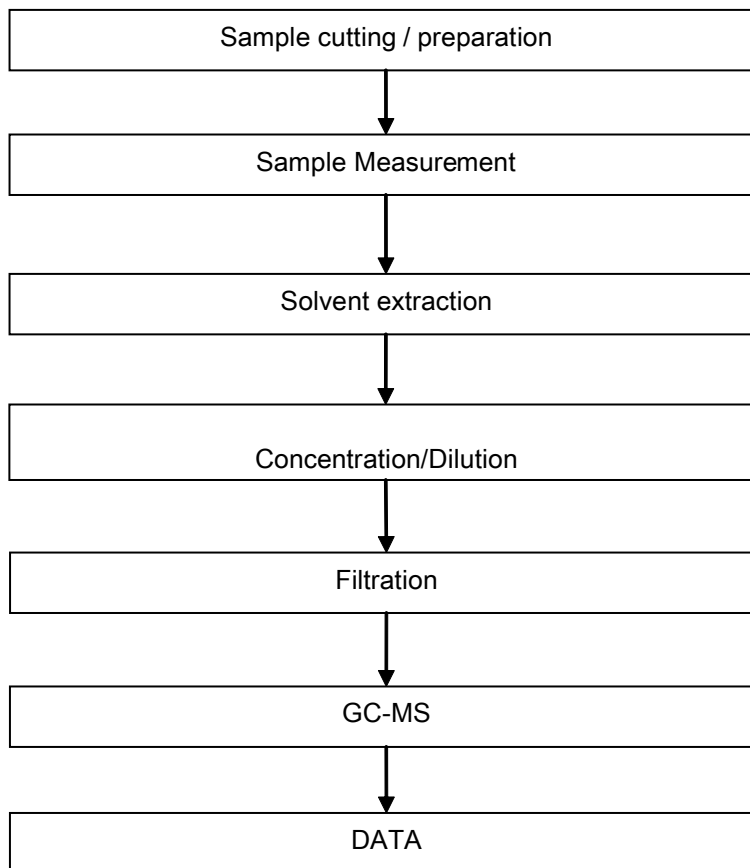 Sample cutting / preparation
Sample Measurement
Solvent extraction
Concentration/Dilution
Filtration
GC-MS
DATA